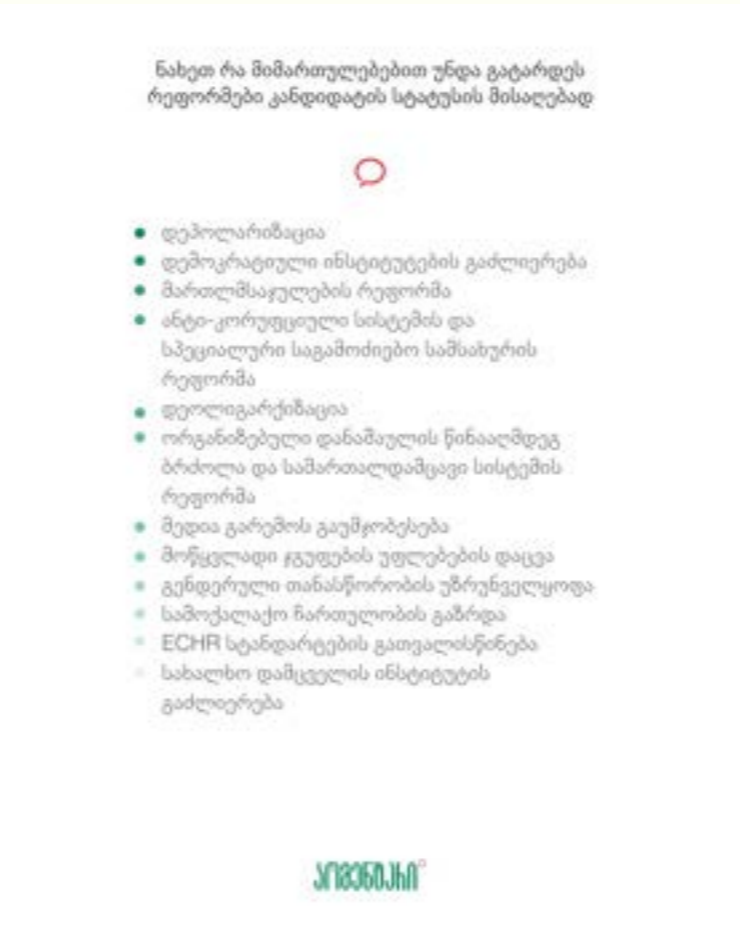 ნახეთ რა მიმართულებებით უნდა გატარდეს
რეფორმები კანდიდატის სტატუსის მისაღებად
დეპოლარიზაცია
დემოკრატიული ინსტიტუტების გაძლიერება
მართლმსაჯულების რეფორმა
ანტი-კორუფციული სისტემის და
სპეციალური საგამოძიებო სამსახურის
რეფორმა
დეოლიგარქიზაცია
ორგანიზებული დანაშაულის წინააღმდეგ
ბრძოლა და სამართალდამცავი სისტემის
რეფორმა
მედია გარემოს გაუმჯობესება
მოწყვლადი ჯგუფების უფლებების დაცვა
გენდერული თანასწორობის უზრუნველყოფა
სამოქალაქო ჩართულობის გაზრდა
ECHR სტანდარტების გათვალისწინება
სახალხო დამცველის ინსტიტუტის
გაძლიერება
კომენტარი